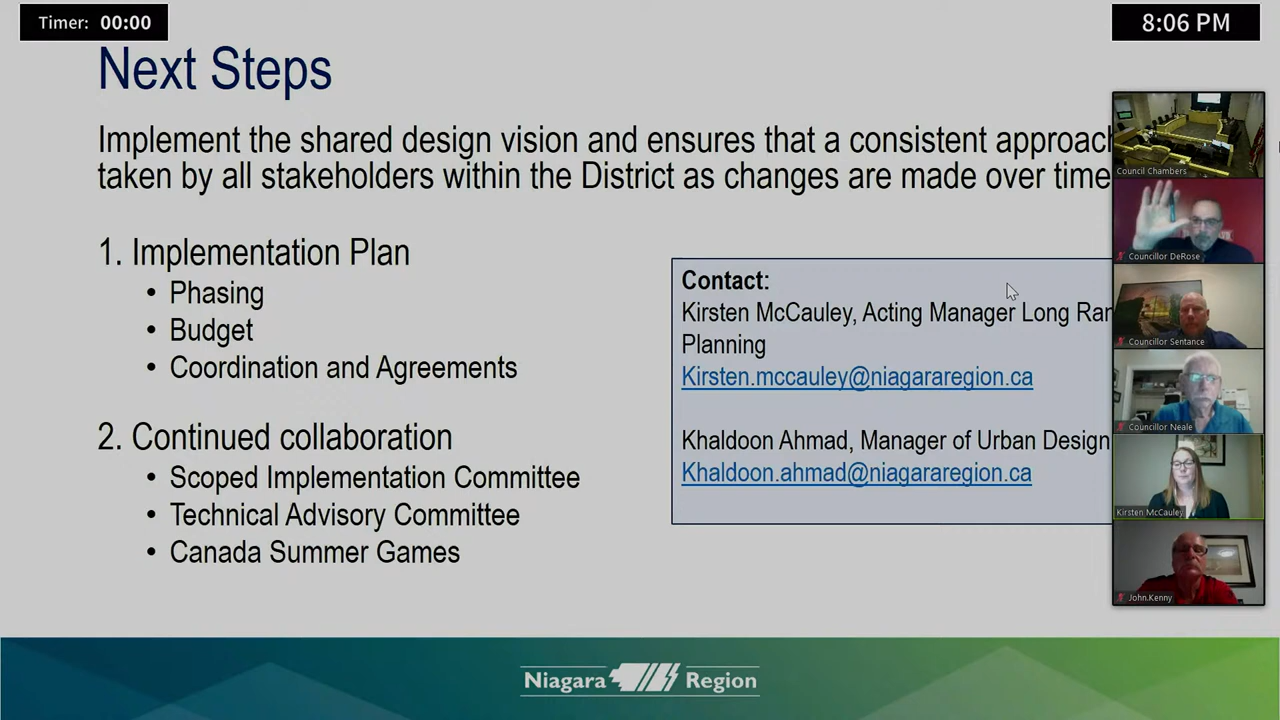 Timer: 00:00
8:06 PM
Next Steps
Implement the shared design vision and ensures that a consistent approach
taken by all stakeholders within the District as changes are made over time
1. Implementation Plan
• Phasing
• Budget
• Coordination and Agreements
2. Continued collaboration
• Scoped Implementation Committee
• Technical Advisory Committee
• Canada Summer Games
Contact:
Kirsten McCauley, Acting Manager Long Ran
Planning
Kirsten.mccauley@niagararegion.ca
Khaldoon Ahmad, Manager of Urban Design
Khaldoon.ahmad@niagararegion.ca
Council Chambers
Councillor DeRose
Councillor Sentance
Councillor Neale
Kirsten McCauley
John.Kenny
Niagara Region